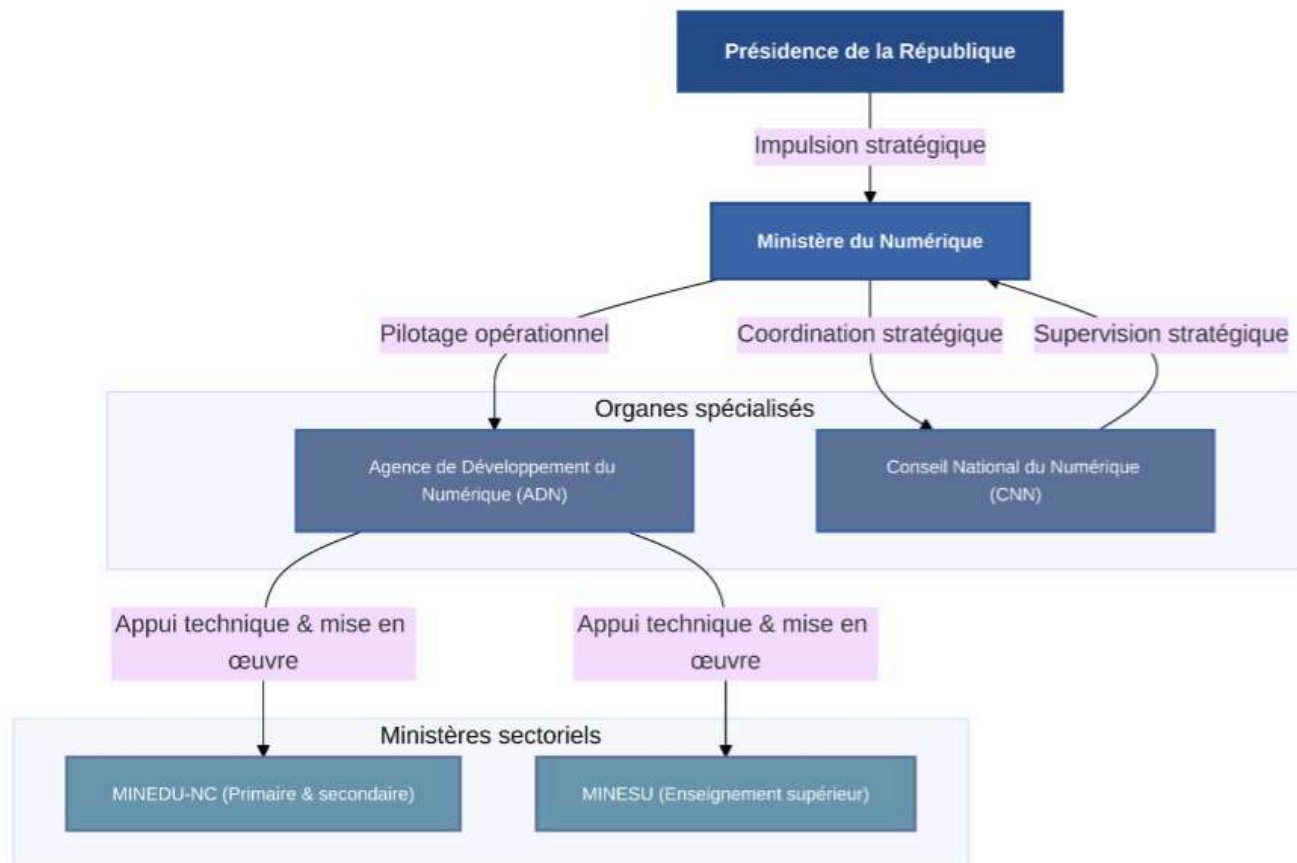 Présidence de la République
Impulsion stratégique
Ministère du Numérique
Pilotage opérationnel
Coordination stratégique
Supervision stratégique
Organes spécialisés
Agence de Développement du
Numérique (ADN)
Conseil National du Numérique
(CNN)
Appui technique & mise en
œuvre
Appui technique & mise en
œuvre
Ministères sectoriels
MINEDU-NC (Primaire & secondaire)
MINESU (Enseignement supérieur)